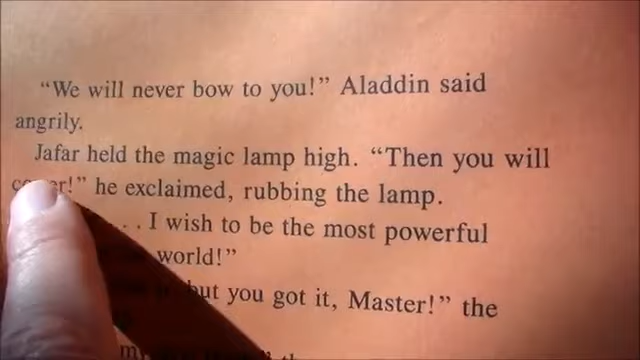 “We will never bow to you!” Aladdin said
angrily.
Jafar held the magic lamp high. “Then you will
he exclaimed, rubbing the lamp.
. . I wish to be the most powerful
world!”
but you got it, Master!” the